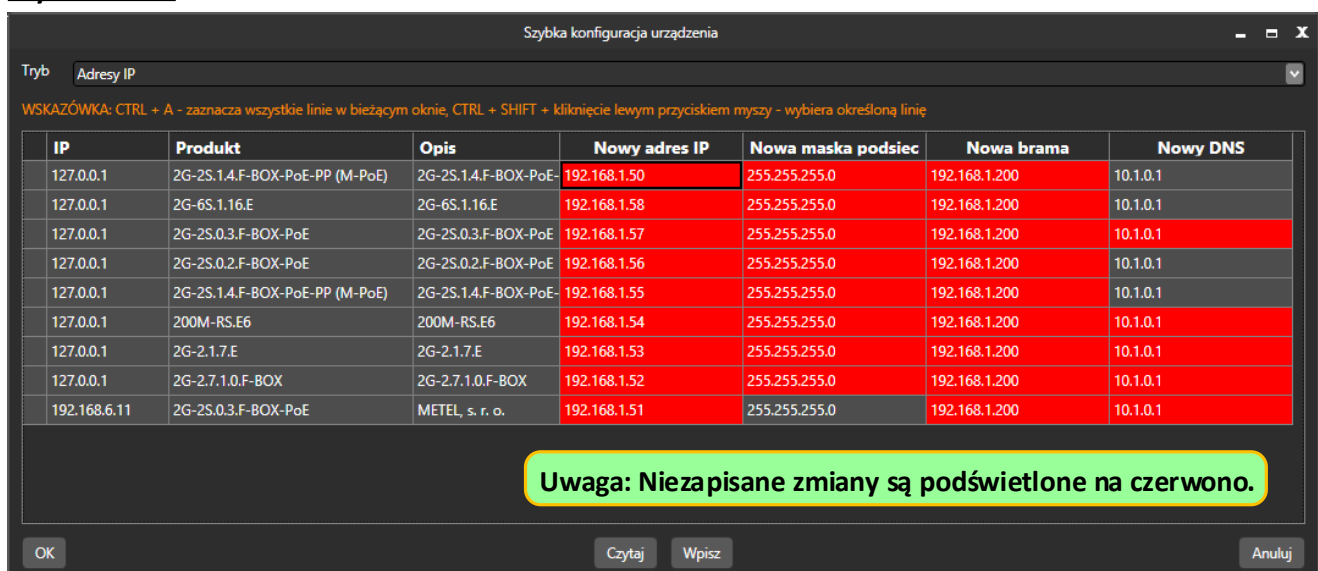 Szybka konfiguracja urządzenia
Tryb Adresy IP
WSKAZÓWKA: CTRL + A - zaznacza wszystkie linie w bieżącym oknie, CTRL + SHIFT + kliknięcie lewym przyciskiem myszy - wybiera określoną linię
IP Produkt Opis Nowy adres IP Nowa maska podsiec Nowa brama Nowy DNS
127.0.0.1 2G-2S.1.4.F-BOX-PoE-PP (M-PoE) 2G-2S.1.4.F-BOX-PoE- 192.168.1.50 255.255.255.0 192.168.1.200 10.1.0.1
127.0.0.1 2G-6S.1.16.E 2G-6S.1.16.E 192.168.1.58 255.255.255.0 192.168.1.200 10.1.0.1
127.0.0.1 2G-2S.0.3.F-BOX-PoE 2G-2S.0.3.F-BOX-PoE 192.168.1.57 255.255.255.0 192.168.1.200 10.1.0.1
127.0.0.1 2G-2S.0.2.F-BOX-PoE 2G-2S.0.2.F-BOX-PoE 192.168.1.56 255.255.255.0 192.168.1.200 10.1.0.1
127.0.0.1 2G-2S.1.4.F-BOX-PoE-PP (M-PoE) 2G-2S.1.4.F-BOX-PoE- 192.168.1.55 255.255.255.0 192.168.1.200 10.1.0.1
127.0.0.1 200M-RS.E6 200M-RS.E6 192.168.1.54 255.255.255.0 192.168.1.200 10.1.0.1
127.0.0.1 2G-2.1.7.E 2G-2.1.7.E 192.168.1.53 255.255.255.0 192.168.1.200 10.1.0.1
127.0.0.1 2G-2.7.1.0.F-BOX 2G-2.7.1.0.F-BOX 192.168.1.52 255.255.255.0 192.168.1.200 10.1.0.1
192.168.6.11 2G-2S.0.3.F-BOX-PoE METEL, s. r. o. 192.168.1.51 255.255.255.0 192.168.1.200 10.1.0.1
Uwaga: Niezapisane zmiany są podświetlone na czerwono.
OK Czytaj Wpisz Anuluj